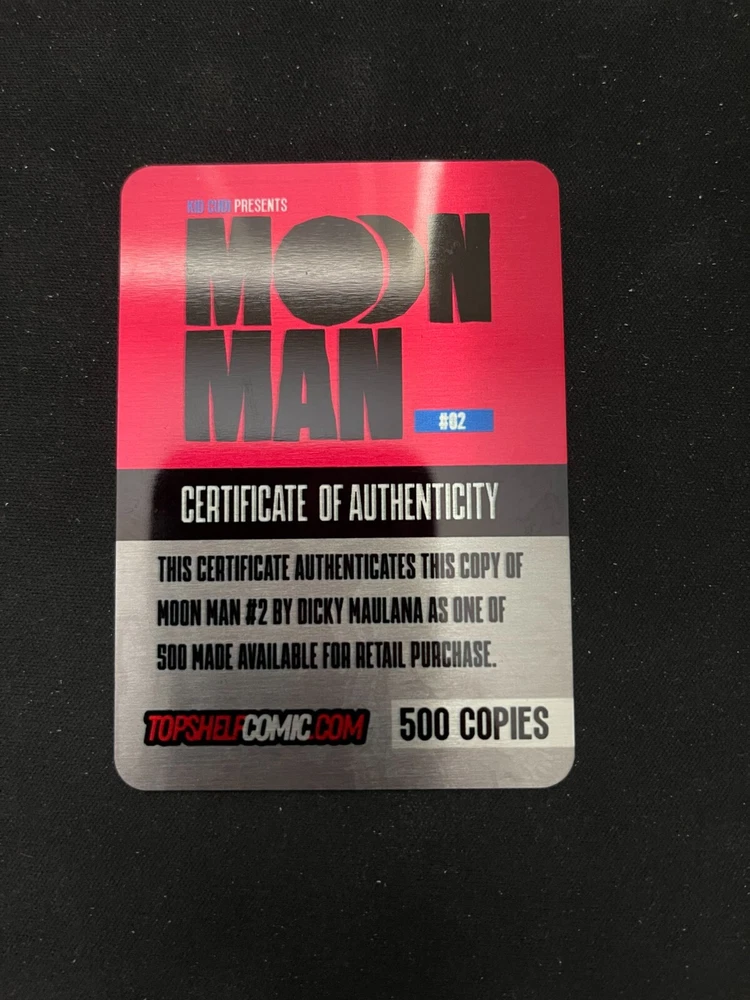 KID CUDI PRESENTS
MOON
MAN
#02
CERTIFICATE OF AUTHENTICITY
THIS CERTIFICATE AUTHENTICATES THIS COPY OF
MOON MAN #2 BY DICKY MAULANA AS ONE OF
500 MADE AVAILABLE FOR RETAIL PURCHASE.
TOPSHELFCOMIC.COM
500 COPIES